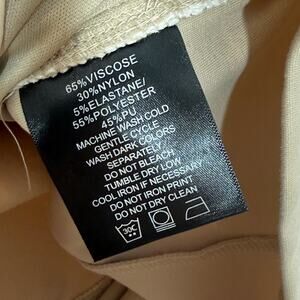 65%VISCOSE
30%NYLON
5%ELASTANE/
55%POLYESTER
45%PU
MACHINE WASH COLD
GENTLE CYCLE
WASH DARK COLORS
SEPARATELY
DO NOT BLEACH
TUMBLE DRY LOW
COOL IRON IF NECESSARY
DO NOT IRON PRINT
DO NOT DRY CLEAN
30C